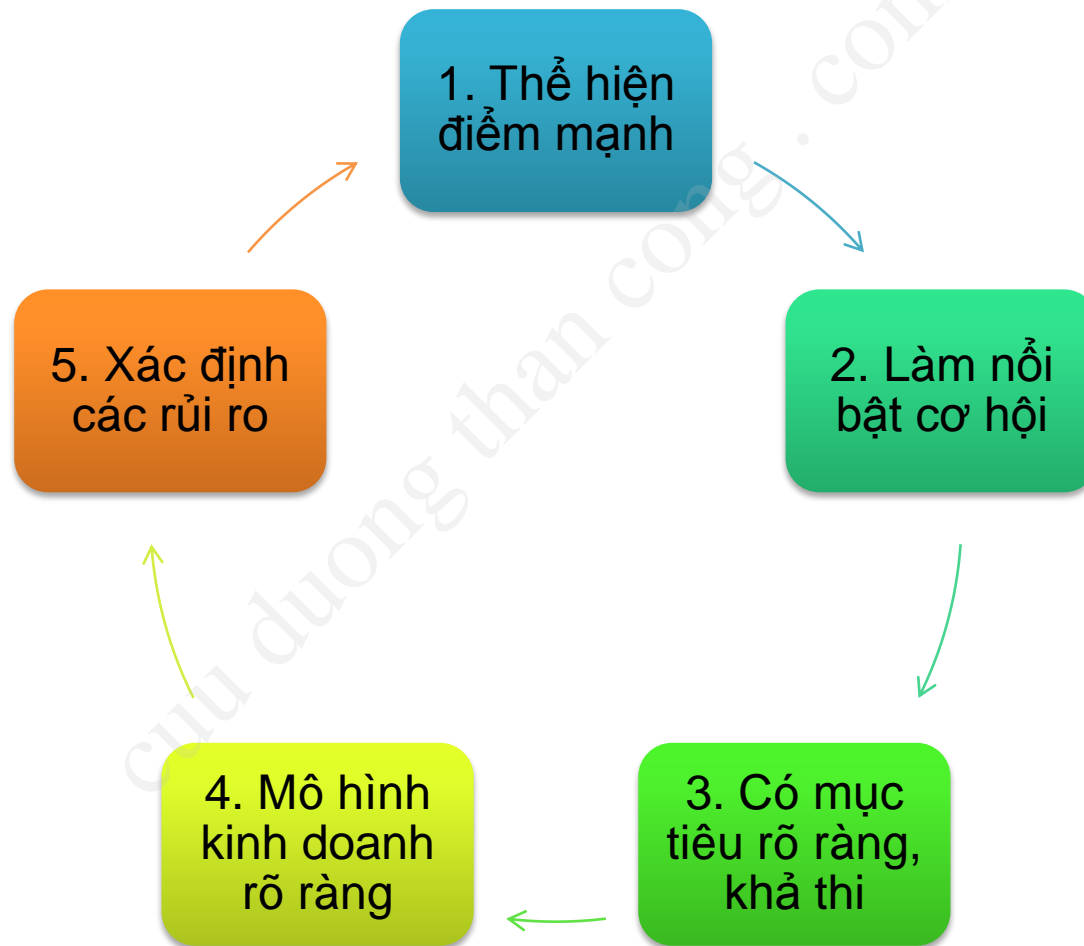 1. Thể hiện
điểm mạnh
2. Làm nổi
bật cơ hội
3. Có mục
tiêu rõ ràng,
khả thi
4. Mô hình
kinh doanh
rõ ràng
5. Xác định
các rủi ro
cuu duong than cong . com